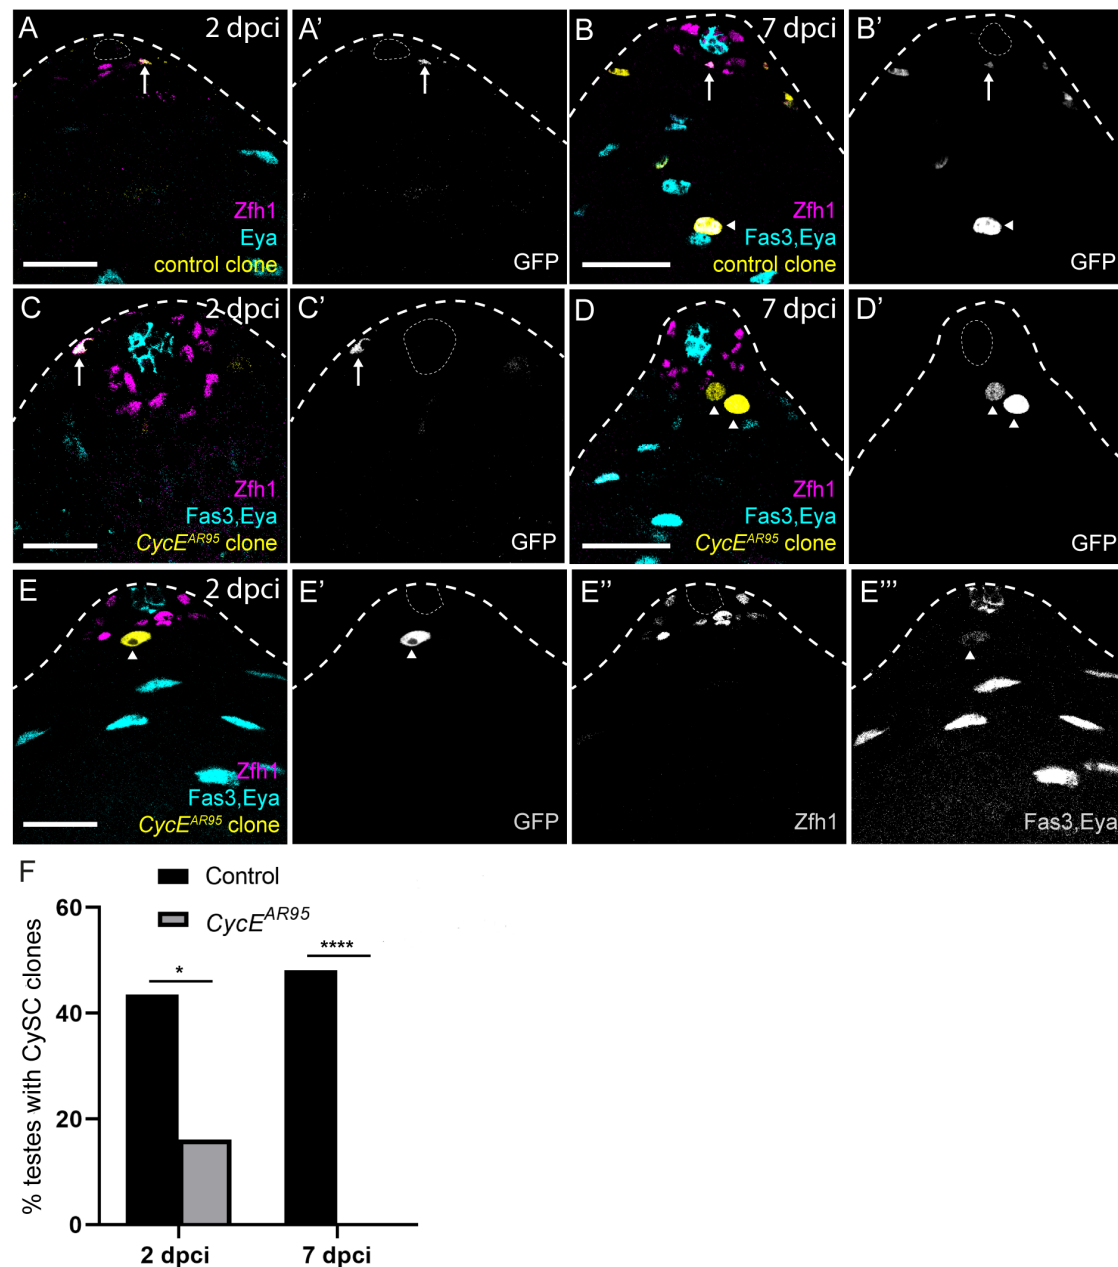 A 2 dpci
A'
B 7 dpci
B'
Zfh1
Eya
control clone
GFP
Zfh1
Fas3,Eya
control clone
GFP
C 2 dpci
C'
D 7 dpci
D'
Zfh1
Fas3,Eya
CycE^AR95 clone
GFP
Zfh1
Fas3,Eya
CycE^AR95 clone
GFP
E 2 dpci
E'
E''
E'''
Zfh1
Fas3,Eya
CycE^AR95 clone
GFP
Zfh1
Fas3,Eya
F
Control
CycE^AR95
% testes with CySC clones
60
40
20
0
*
****
2 dpci
7 dpci